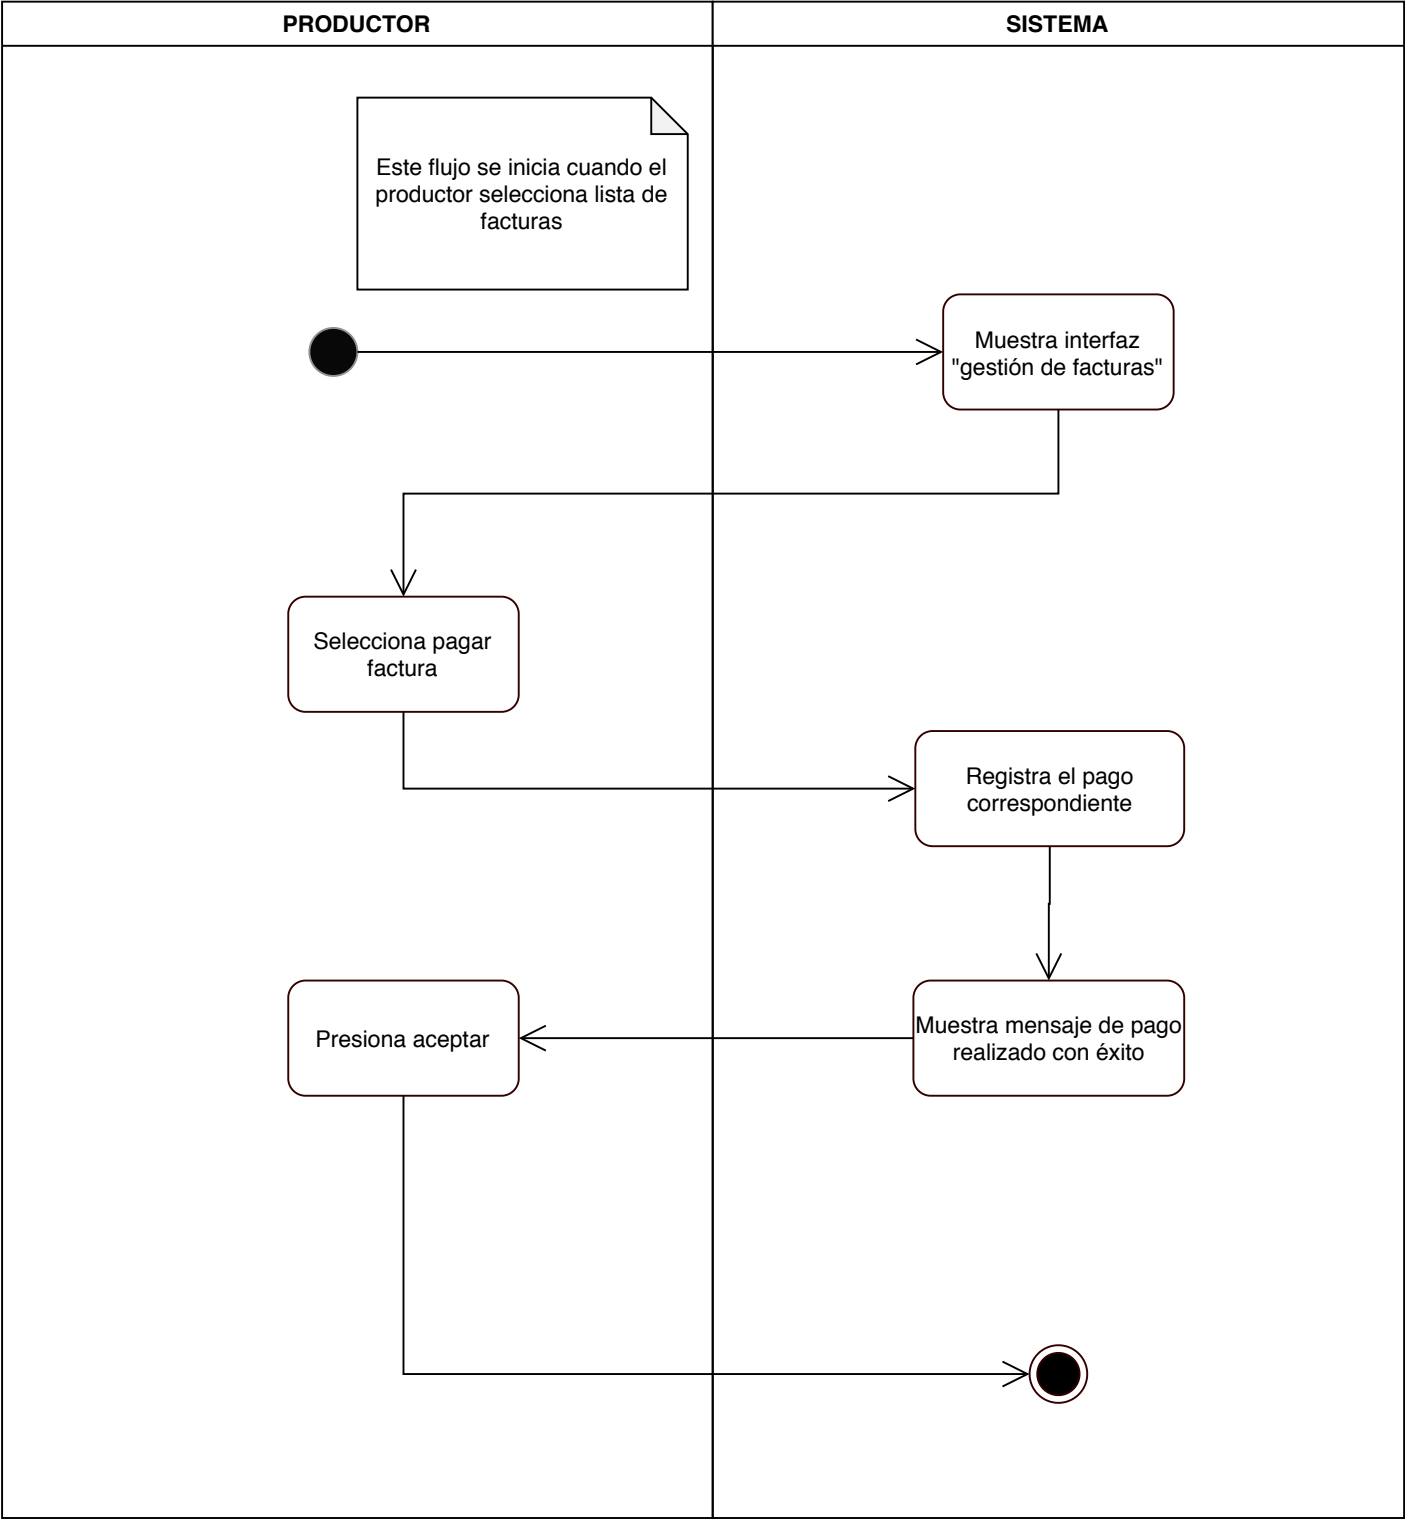 PRODUCTOR
SISTEMA
Este flujo se inicia cuando el
productor selecciona lista de
facturas
Muestra interfaz
"gestión de facturas"
Selecciona pagar
factura
Registra el pago
correspondiente
Muestra mensaje de pago
realizado con éxito
Presiona aceptar